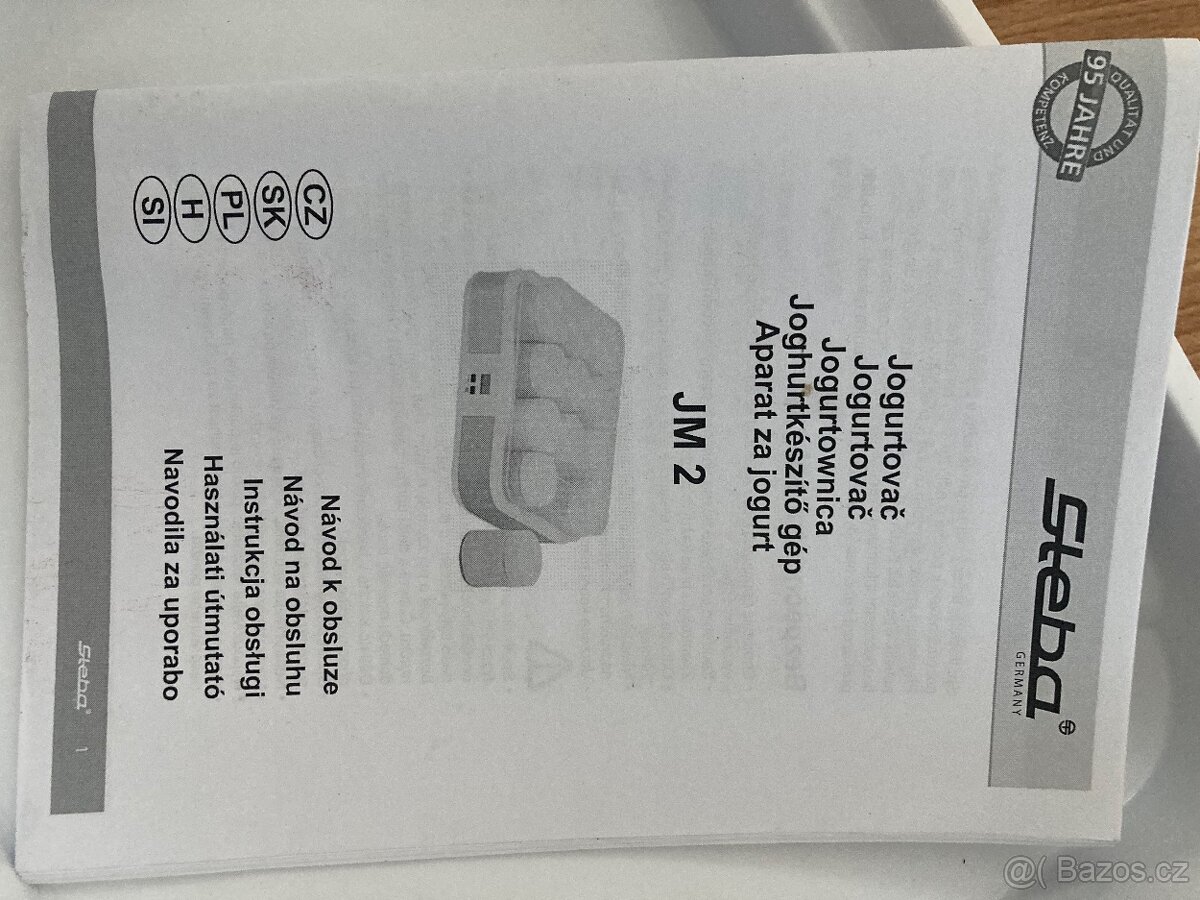 95 JAHRE
QUALITÄT UND
KOMPETENZ
Steba
GERMANY
Jogurtovač
Jogurtovač
Jogurtownica
Joghurtkészítő gép
Aparat za jogurt
JM 2
CZ
SK
PL
H
SI
Návod k obsluze
Návod na obsluhu
Instrukcja obsługi
Használati útmutató
Navodila za uporabo
Steba® 1
@( Bazoš.cz